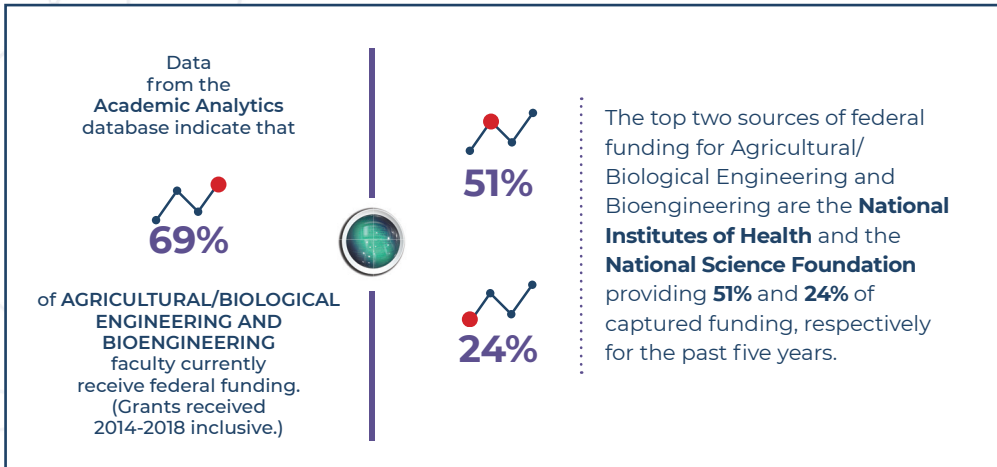 Data
from the
Academic Analytics
database indicate that
69%
of AGRICULTURAL/BIOLOGICAL
ENGINEERING AND
BIOENGINEERING
faculty currently
receive federal funding.
(Grants received
2014-2018 inclusive.)
51%
24%
The top two sources of federal
funding for Agricultural/
Biological Engineering and
Bioengineering are the National
Institutes of Health and the
National Science Foundation
providing 51% and 24% of
captured funding, respectively
for the past five years.